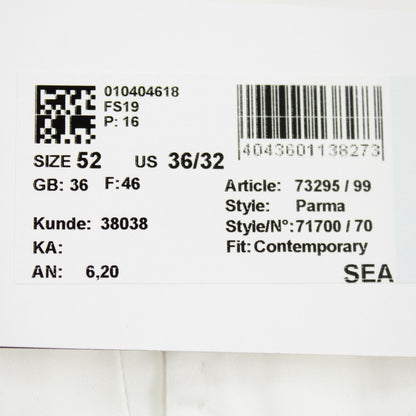 010404618
FS19
P: 16
4043601138273
SIZE 52 US 36/32
GB: 36 F:46
Article: 73295 / 99
Style: Parma
Kunde: 38038
Style/N°:71700 / 70
KA:
Fit: Contemporary
AN: 6,20
SEA